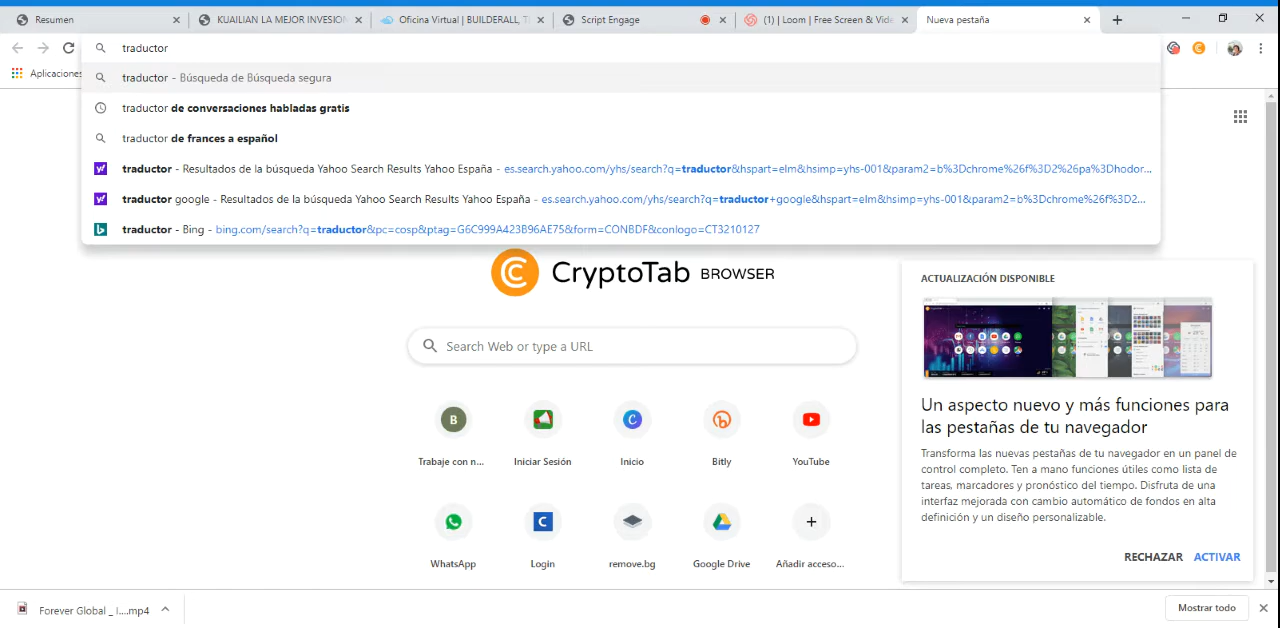 Resumen
KUAILIAN LA MEJOR INVESION
Oficina Virtual | BUILDERALL, T
Script Engage
(1) | Loom | Free Screen & Vide
Nueva pestaña
traductor
Aplicaciones
traductor - Búsqueda de Búsqueda segura
traductor de conversaciones habladas gratis
traductor de frances a español
traductor - Resultados de la búsqueda Yahoo Search Results Yahoo España - es.search.yahoo.com/yhs/search?q=traductor&hspart=elm&hsimp=yhs-001&param2=b%3Dchrome%26f%3D2%26pa%3Dhodor...
traductor google - Resultados de la búsqueda Yahoo Search Results Yahoo España - es.search.yahoo.com/yhs/search?q=traductor+google&hspart=elm&hsimp=yhs-001&param2=b%3Dchrome%26f%3D2...
traductor - Bing - bing.com/search?q=traductor&pc=cosp&ptag=G6C999A423B96AE75&form=CONBDF&conlogo=CT3210127
CryptoTab BROWSER
Search Web or type a URL
B
Trabaje con n...
Iniciar Sesión
Inicio
Bitly
YouTube
WhatsApp
Login
remove.bg
Google Drive
Añadir acceso...
ACTUALIZACIÓN DISPONIBLE
Un aspecto nuevo y más funciones para
las pestañas de tu navegador
Transforma las nuevas pestañas de tu navegador en un panel de
control completo. Ten a mano funciones útiles como lista de
tareas, marcadores y pronóstico del tiempo. Disfruta de una
interfaz mejorada con cambio automático de fondos en alta
definición y un diseño personalizable.
RECHAZAR ACTIVAR
Forever Global _ I....mp4
Mostrar todo